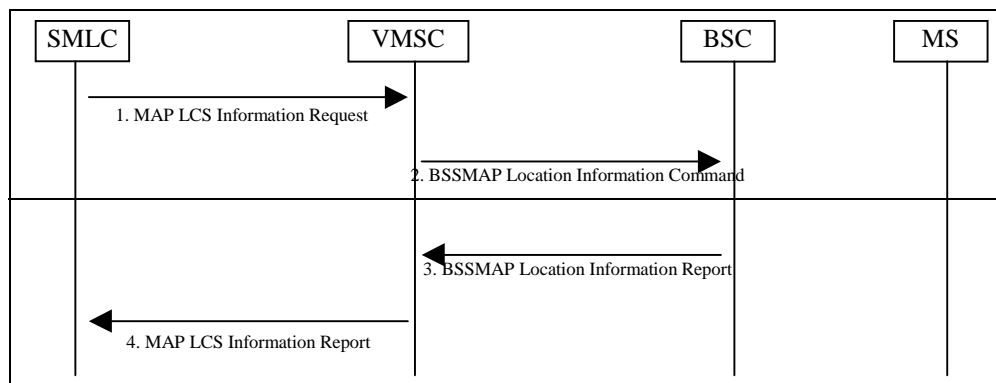 SMLC
VMSC
BSC
MS
1. MAP LCS Information Request
2. BSSMAP Location Information Command
3. BSSMAP Location Information Report
4. MAP LCS Information Report